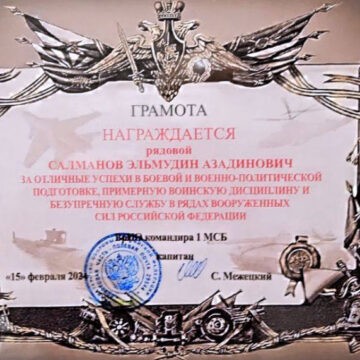 ГРАМОТА
НАГРАЖДАЕТСЯ
рядовой
САЛМАНОВ ЭЛЬМУДИН АЗАДИНОВИЧ
ЗА ОТЛИЧНЫЕ УСПЕХИ В БОЕВОЙ И ВОЕННО-ПОЛИТИЧЕСКОЙ
ПОДГОТОВКЕ, ПРИМЕРНУЮ ВОИНСКУЮ ДИСЦИПЛИНУ И
БЕЗУПРЕЧНУЮ СЛУЖБУ В РЯДАХ ВООРУЖЕННЫХ
СИЛ РОССИЙСКОЙ ФЕДЕРАЦИИ
командира 1 МСБ
капитан
«15» февраля С. Межецкий